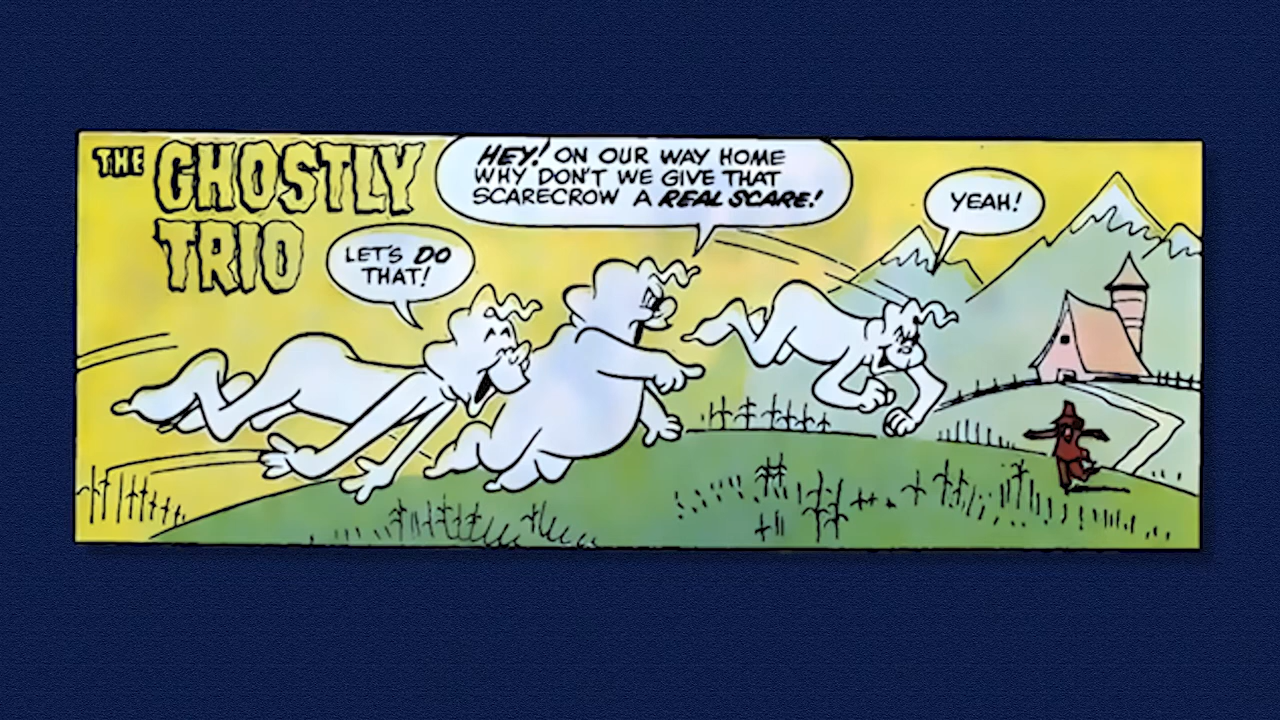 THE GHOSTLY
TRIO
HEY! ON OUR WAY HOME
WHY DON'T WE GIVE THAT
SCARECROW A REAL SCARE!
LET'S DO
THAT!
YEAH!